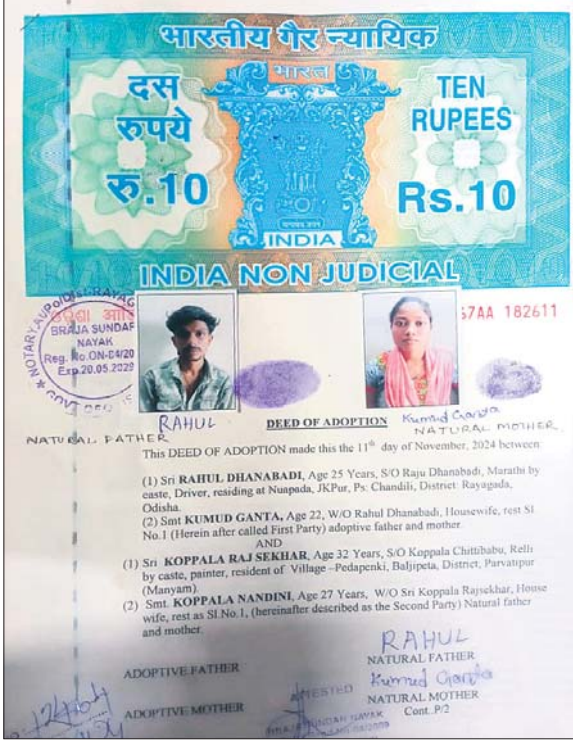 भारतीय गैर न्यायिक
भारत
दस
रुपये
रु.10
TEN
RUPEES
Rs.10
सत्यमेव जयते
INDIA
INDIA NON JUDICIAL
BRAJA SUNDAR
NAYAK
Exp.20.05.2029
57AA 182611
RAHUL
NATURAL FATHER
DEED OF ADOPTION
Kumud Ganta
NATURAL MOTHER
This DEED OF ADOPTION made this the 11th day of November, 2024 between
(1) Sri RAHUL DHANABADI, Age 25 Years, S/O Raju Dhanabadi, Marathi by
caste, Driver, residing at Nuapada, JKPur, Ps: Chandili, District: Rayagada,
Odisha.
(2) Smt KUMUD GANTA, Age 22, W/O Rahul Dhanabadi, Housewife, rest Sl
No.1 (Herein after called First Party) adoptive father and mother.
AND
(1) Sri KOPPALA RAJ SEKHAR, Age 32 Years, S/O Koppala Chittibabu, Relli
by caste, painter, resident of Village –Pedapenki, Baljipeta, District, Parvatipur
(Manyam).
(2) Smt. KOPPALA NANDINI, Age 27 Years, W/O Sri Koppala Rajsekhar, House
wife, rest as Sl.No.1, (hereinafter described as the Second Party) Natural father
and mother.
RAHUL
ADOPTIVE FATHER
NATURAL FATHER
Kumud Ganta
ATTESTED
ADOPTIVE MOTHER
NATURAL MOTHER
Cont..P/2